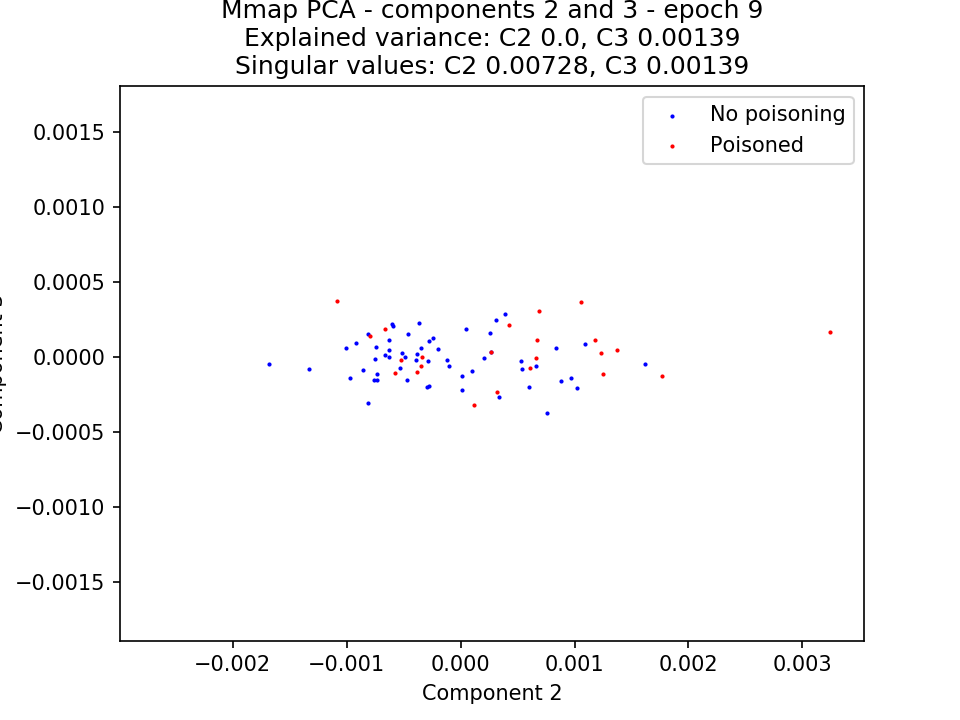 Mmap PCA - components 2 and 3 - epoch 9
Explained variance: C2 0.0, C3 0.00139
Singular values: C2 0.00728, C3 0.00139
No poisoning
Poisoned
0.0015
0.0010
0.0005
0.0000
−0.0005
−0.0010
−0.0015
−0.002
−0.001
0.000
0.001
0.002
0.003
Component 2